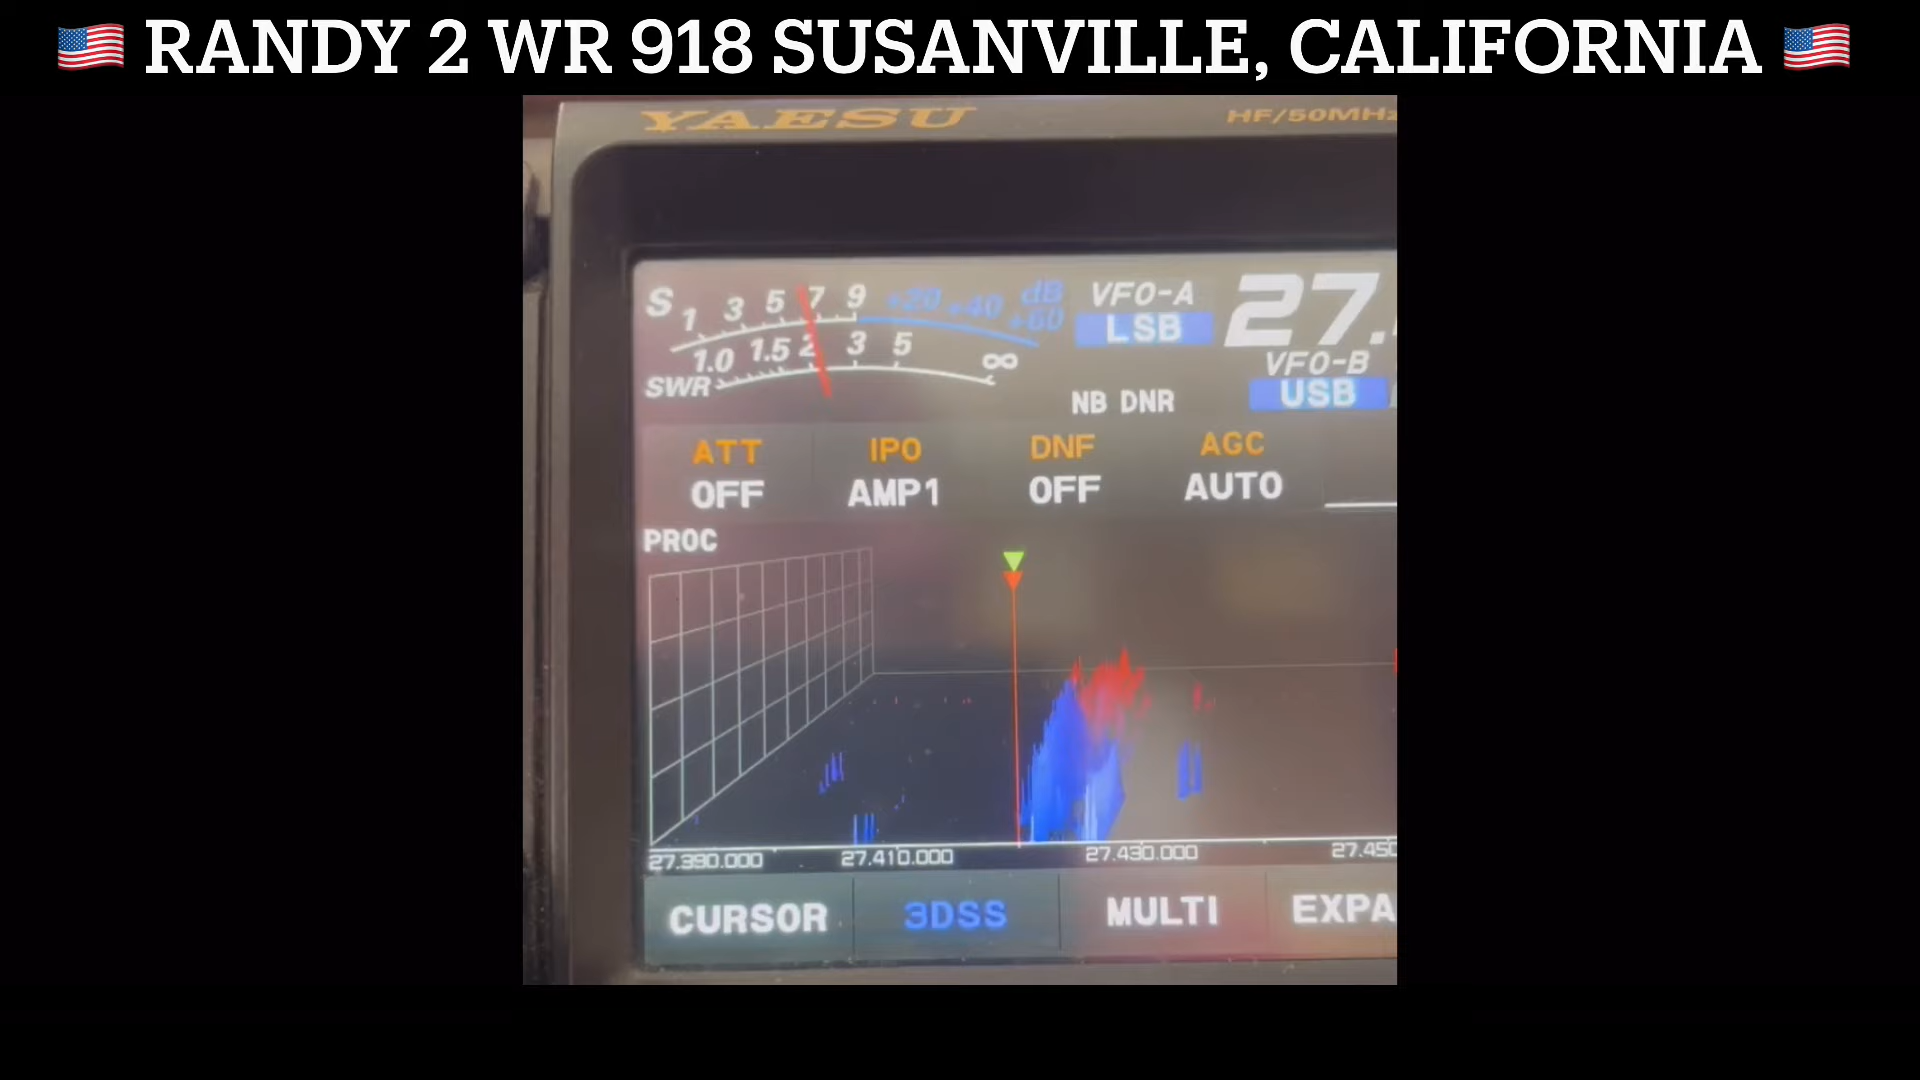 🇺🇸 RANDY 2 WR 918 SUSANVILLE, CALIFORNIA 🇺🇸
YAESU HF/50MHz
S 1 3 5 7 9 +20 +40 +60 dB
VFO-A 27.
LSB
1.0 1.5 2 3 5 ∞
SWR
VFO-B
USB
NB DNR
ATT IPO DNF AGC
OFF AMP1 OFF AUTO
PROC
27.390.000 27.410.000 27.430.000 27.450
CURSOR 3DSS MULTI EXPA